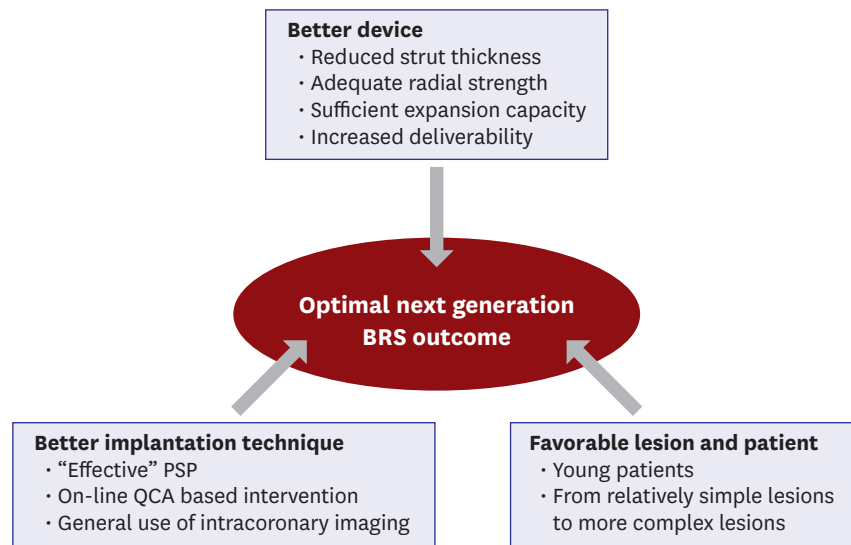 Better device
· Reduced strut thickness
· Adequate radial strength
· Sufficient expansion capacity
· Increased deliverability
Optimal next generation
BRS outcome
Better implantation technique
· “Effective” PSP
· On-line QCA based intervention
· General use of intracoronary imaging
Favorable lesion and patient
· Young patients
· From relatively simple lesions
to more complex lesions